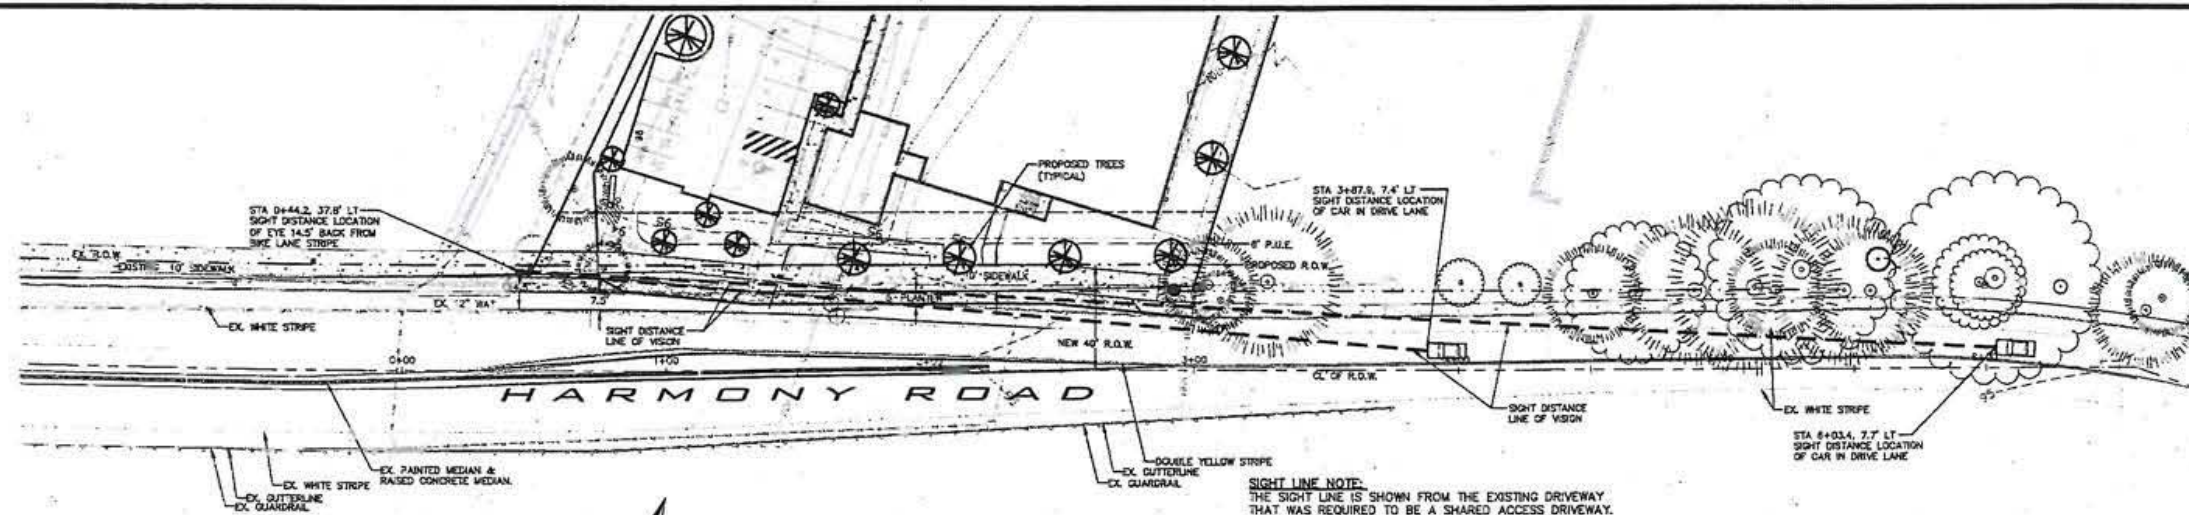 PROPOSED TREES
(TYPICAL)
STA 3+87.9, 7.4' LT
SIGHT DISTANCE LOCATION
OF CAR IN DRIVE LANE
STA 0+44.2, 37.8' LT
SIGHT DISTANCE LOCATION
OF EYE 14.5' BACK FROM
BIKE LANE STRIPE
EX. R.O.W.
EXISTING 10' SIDEWALK
8' P.U.E.
PROPOSED R.O.W.
10' SIDEWALK
PLANTER
EX. 12" WAT
7.5'
EX. WHITE STRIPE
SIGHT DISTANCE
LINE OF VISION
NEW 40' R.O.W.
0+00
1+00
3+00
CL OF R.O.W.
HARMONY ROAD
SIGHT DISTANCE
LINE OF VISION
EX. WHITE STRIPE
95
STA 6+03.4, 7.7' LT
SIGHT DISTANCE LOCATION
OF CAR IN DRIVE LANE
EX. PAINTED MEDIAN &
RAISED CONCRETE MEDIAN.
EX. WHITE STRIPE
EX. GUTTERLINE
EX. GUARDRAIL
DOUBLE YELLOW STRIPE
EX. GUTTERLINE
EX. GUARDRAIL
SIGHT LINE NOTE:
THE SIGHT LINE IS SHOWN FROM THE EXISTING DRIVEWAY
THAT WAS REQUIRED TO BE A SHARED ACCESS DRIVEWAY.